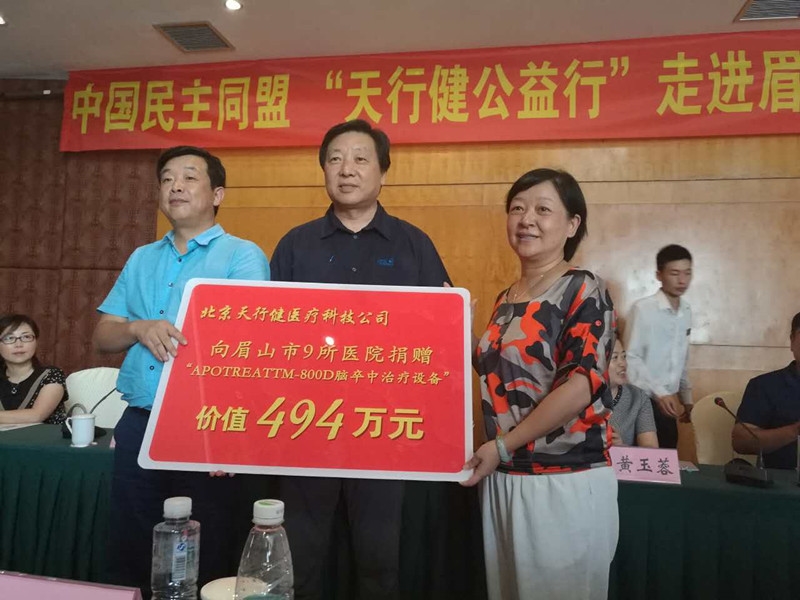 中国民主同盟 “天行健公益行” 走进眉
北京天行健医疗科技公司
向眉山市9所医院捐赠
“APOTREATTM-800D脑卒中治疗设备”
价值 494 万元
黄玉蓉